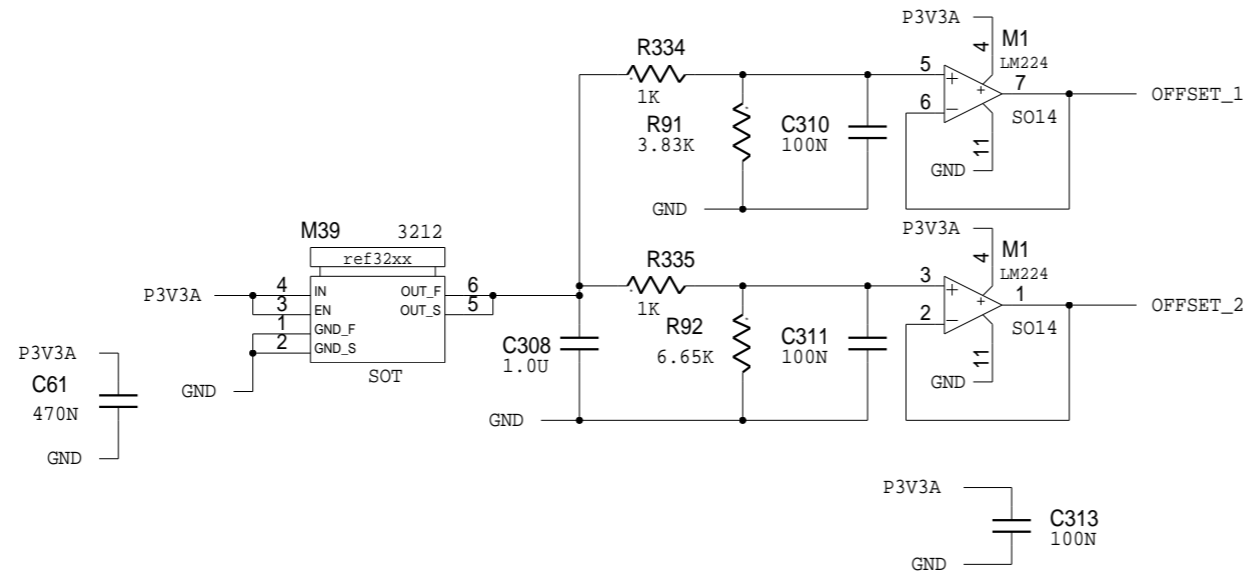 P3V3A
4
M1
LM224
R334
1K
5
6
7
OFFSET_1
SO14
R91
3.83K
C310
100N
11
GND
GND
M39
3212
ref32xx
P3V3A
4
3
1
2
IN
EN
GND_F
GND_S
OUT_F
OUT_S
6
5
SOT
GND
P3V3A
C61
470N
GND
C308
1.0U
GND
R335
1K
R92
6.65K
C311
100N
P3V3A
4
M1
LM224
3
2
1
OFFSET_2
SO14
11
GND
P3V3A
C313
100N
GND